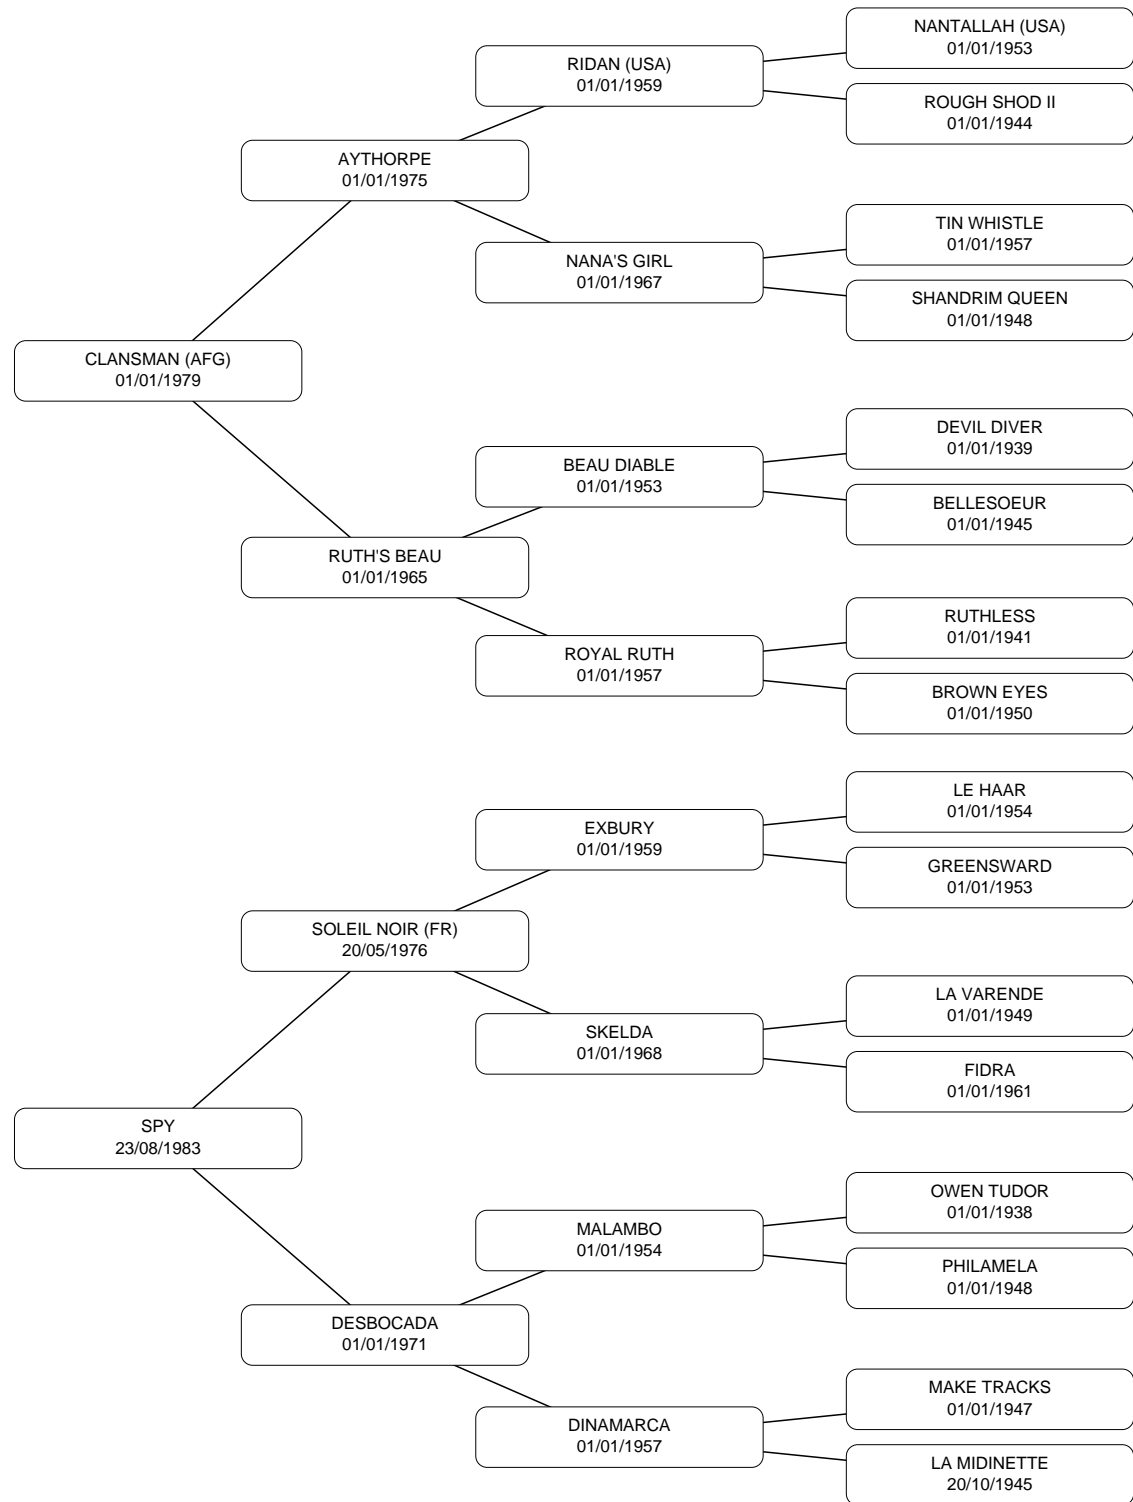 NANTALLAH (USA)
01/01/1953
RIDAN (USA)
01/01/1959
ROUGH SHOD II
01/01/1944
AYTHORPE
01/01/1975
TIN WHISTLE
01/01/1957
NANA'S GIRL
01/01/1967
SHANDRIM QUEEN
01/01/1948
CLANSMAN (AFG)
01/01/1979
DEVIL DIVER
01/01/1939
BEAU DIABLE
01/01/1953
BELLESOEUR
01/01/1945
RUTH'S BEAU
01/01/1965
RUTHLESS
01/01/1941
ROYAL RUTH
01/01/1957
BROWN EYES
01/01/1950
LE HAAR
01/01/1954
EXBURY
01/01/1959
GREENSWARD
01/01/1953
SOLEIL NOIR (FR)
20/05/1976
LA VARENDE
01/01/1949
SKELDA
01/01/1968
FIDRA
01/01/1961
SPY
23/08/1983
OWEN TUDOR
01/01/1938
MALAMBO
01/01/1954
PHILAMELA
01/01/1948
DESBOCADA
01/01/1971
MAKE TRACKS
01/01/1947
DINAMARCA
01/01/1957
LA MIDINETTE
20/10/1945